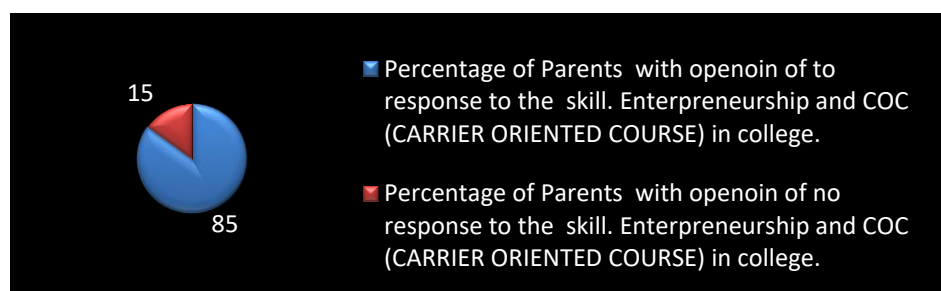 15
85
Percentage of Parents with openoin of to
response to the skill. Enterpreneurship and COC
(CARRIER ORIENTED COURSE) in college.
Percentage of Parents with openoin of no
response to the skill. Enterpreneurship and COC
(CARRIER ORIENTED COURSE) in college.